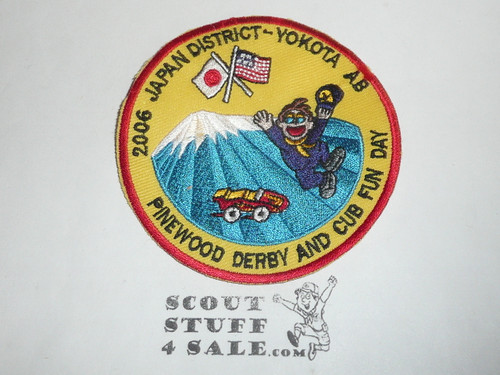 2006 JAPAN DISTRICT - YOKOTA AB
PINEWOOD DERBY AND CUB FUN DAY
SCOUT
STUFF
4 SALE.COM